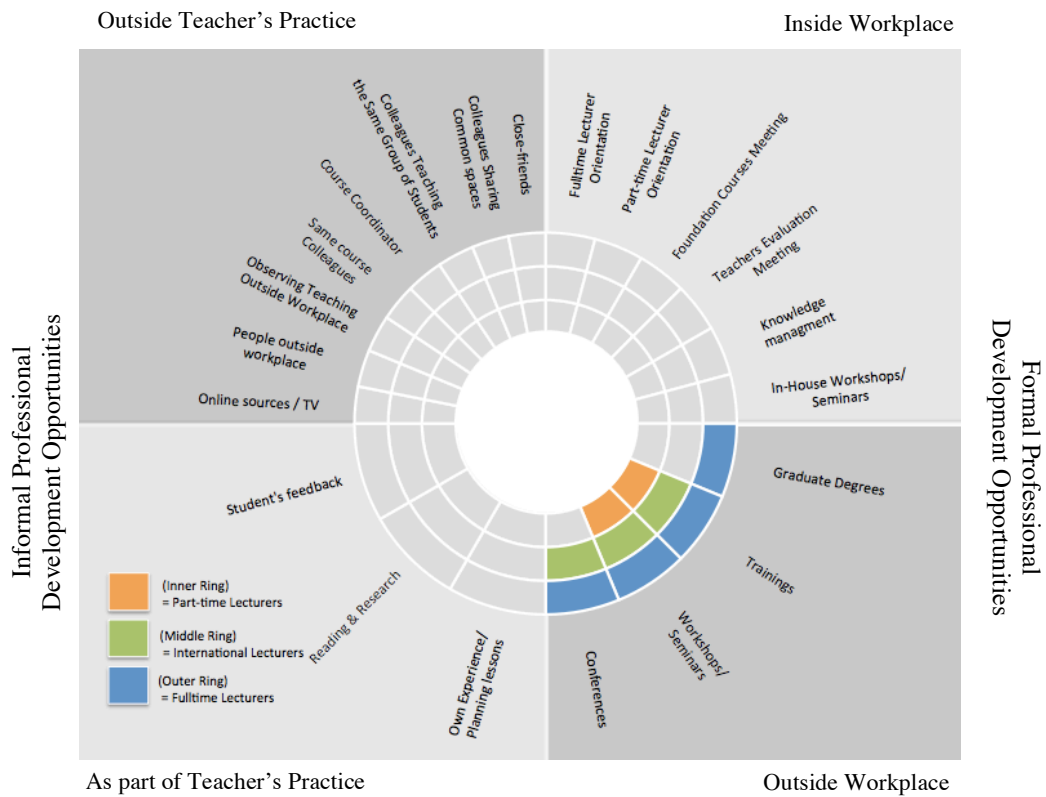 Outside Teacher's Practice
Inside Workplace
Informal Professional
Development Opportunities
Formal Professional
Development Opportunities
Online sources / TV
People outside
workplace
Observing Teaching
Outside Workplace
Same course
Colleagues
Course Coordinator
Colleagues Teaching
the Same Group of Students
Colleagues Sharing
Common spaces
Close-friends
Fulltime Lecturer
Orientation
Part-time Lecturer
Orientation
Foundation Courses Meeting
Teachers Evaluation
Meeting
Knowledge
managment
In-House Workshops/
Seminars
Graduate Degrees
Trainings
Workshops/
Seminars
Conferences
Own Experience/
Planning lessons
Reading & Research
Student's feedback
(Inner Ring)
= Part-time Lecturers
(Middle Ring)
= International Lecturers
(Outer Ring)
= Fulltime Lecturers
As part of Teacher's Practice
Outside Workplace